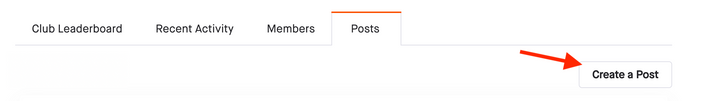 Club Leaderboard Recent Activity Members Posts
Create a Post